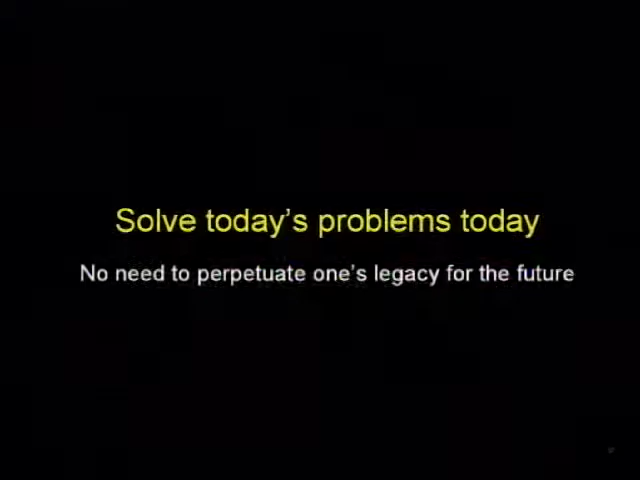 Solve today’s problems today
No need to perpetuate one’s legacy for the future